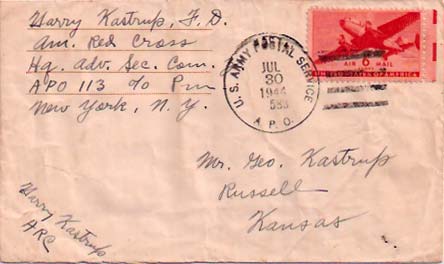 Harry Kastrup, F.D.
Am. Red Cross
Hq. Adv. Sec. Com.
APO 113 c/o Pm
New York, N.Y.
U.S. ARMY POSTAL SERVICE
JUL
30
1944
583
A.P.O.
6¢
AIR MAIL
UNITED STATES OF AMERICA
Mr. Geo. Kastrup
Russell
Kansas
Harry Kastrup
ARC